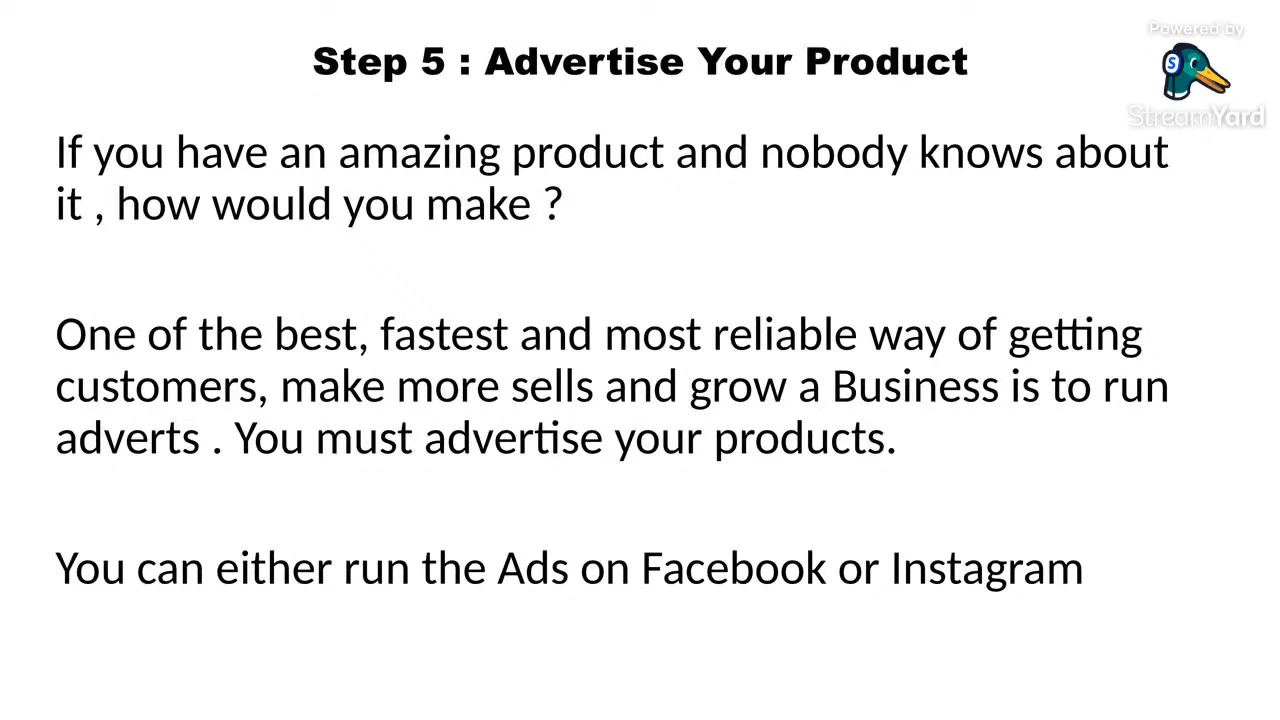 Powered by
StreamYard
Step 5 : Advertise Your Product
If you have an amazing product and nobody knows about
it , how would you make ?
One of the best, fastest and most reliable way of getting
customers, make more sells and grow a Business is to run
adverts . You must advertise your products.
You can either run the Ads on Facebook or Instagram